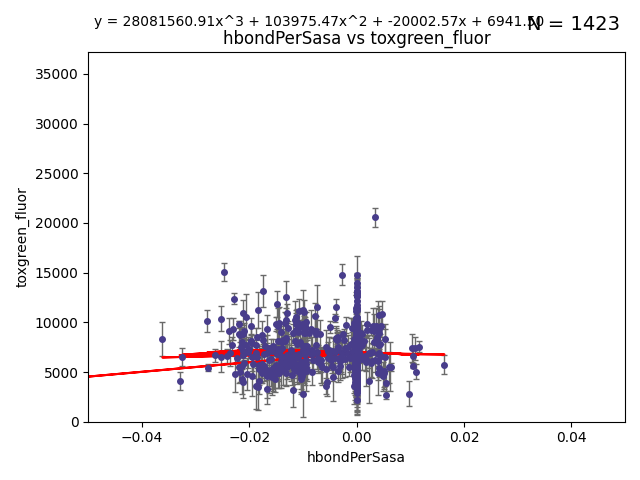 y = 28081560.91x^3 + 103975.47x^2 + -20002.57x + 6941.50
N = 1423
hbondPerSasa vs toxgreen_fluor
35000
30000
25000
20000
15000
10000
5000
0
toxgreen_fluor
−0.04
−0.02
0.00
0.02
0.04
hbondPerSasa